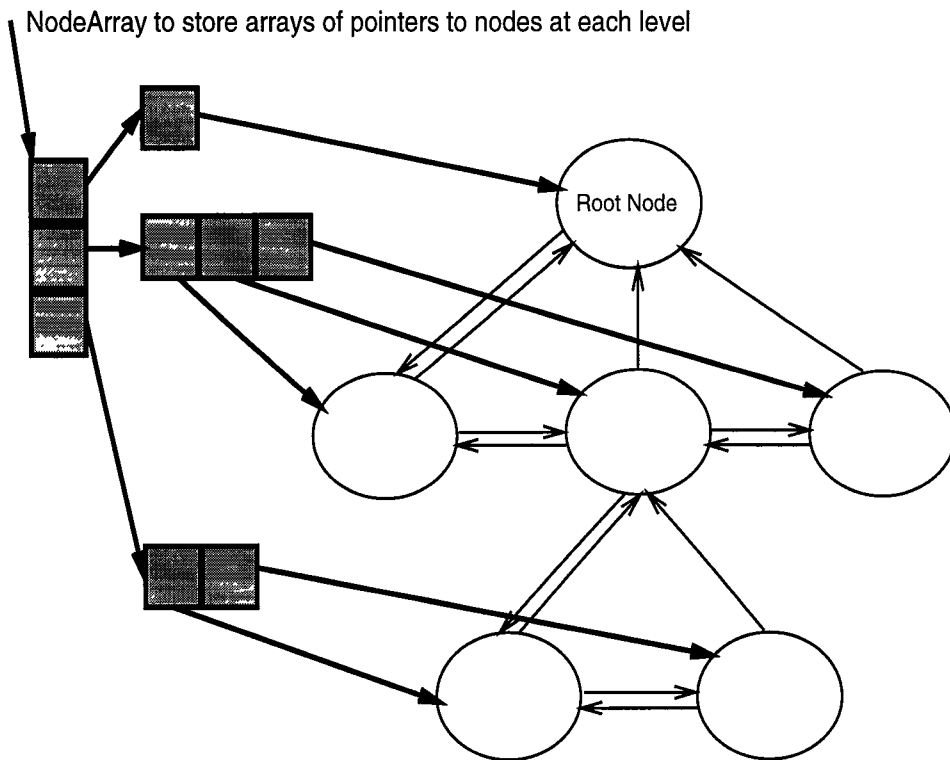 NodeArray to store arrays of pointers to nodes at each level
Root Node